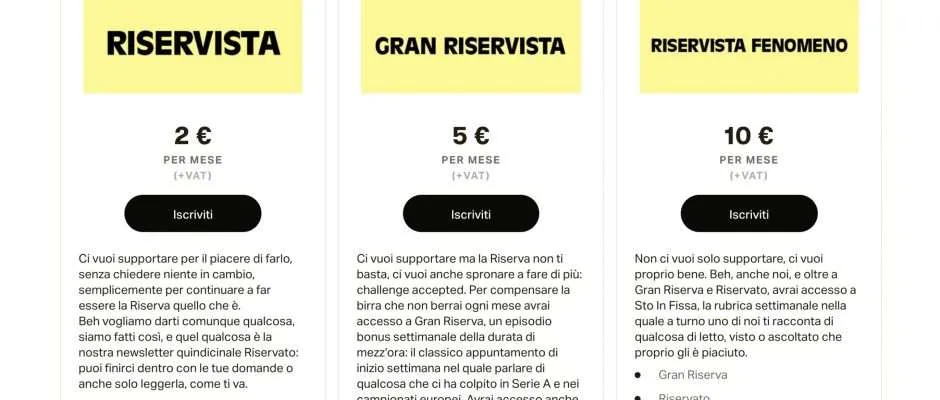 RISERVISTA
2 €
PER MESE
(+VAT)
Iscriviti
Ci vuoi supportare per il piacere di farlo,
senza chiedere niente in cambio,
semplicemente per continuare a far
essere la Riserva quello che è.
Beh vogliamo darti comunque qualcosa,
siamo fatti così, e quel qualcosa è la
nostra newsletter quindicinale Riservato:
puoi finirci dentro con le tue domande o
anche solo leggerla, come ti va.
GRAN RISERVISTA
5 €
PER MESE
(+VAT)
Iscriviti
Ci vuoi supportare ma la Riserva non ti
basta, ci vuoi anche spronare a fare di più:
challenge accepted. Per compensare la
birra che non berrai ogni mese avrai
accesso a Gran Riserva, un episodio
bonus settimanale della durata di
mezz'ora: il classico appuntamento di
inizio settimana nel quale parlare di
qualcosa che ci ha colpito in Serie A e nei
campionati europei. Avrai accesso anche
RISERVISTA FENOMENO
10 €
PER MESE
(+VAT)
Iscriviti
Non ci vuoi solo supportare, ci vuoi
proprio bene. Beh, anche noi, e oltre a
Gran Riserva e Riservato, avrai accesso a
Sto In Fissa, la rubrica settimanale nella
quale a turno uno di noi ti racconta di
qualcosa di letto, visto o ascoltato che
proprio gli è piaciuto.
Gran Riserva
Riservato